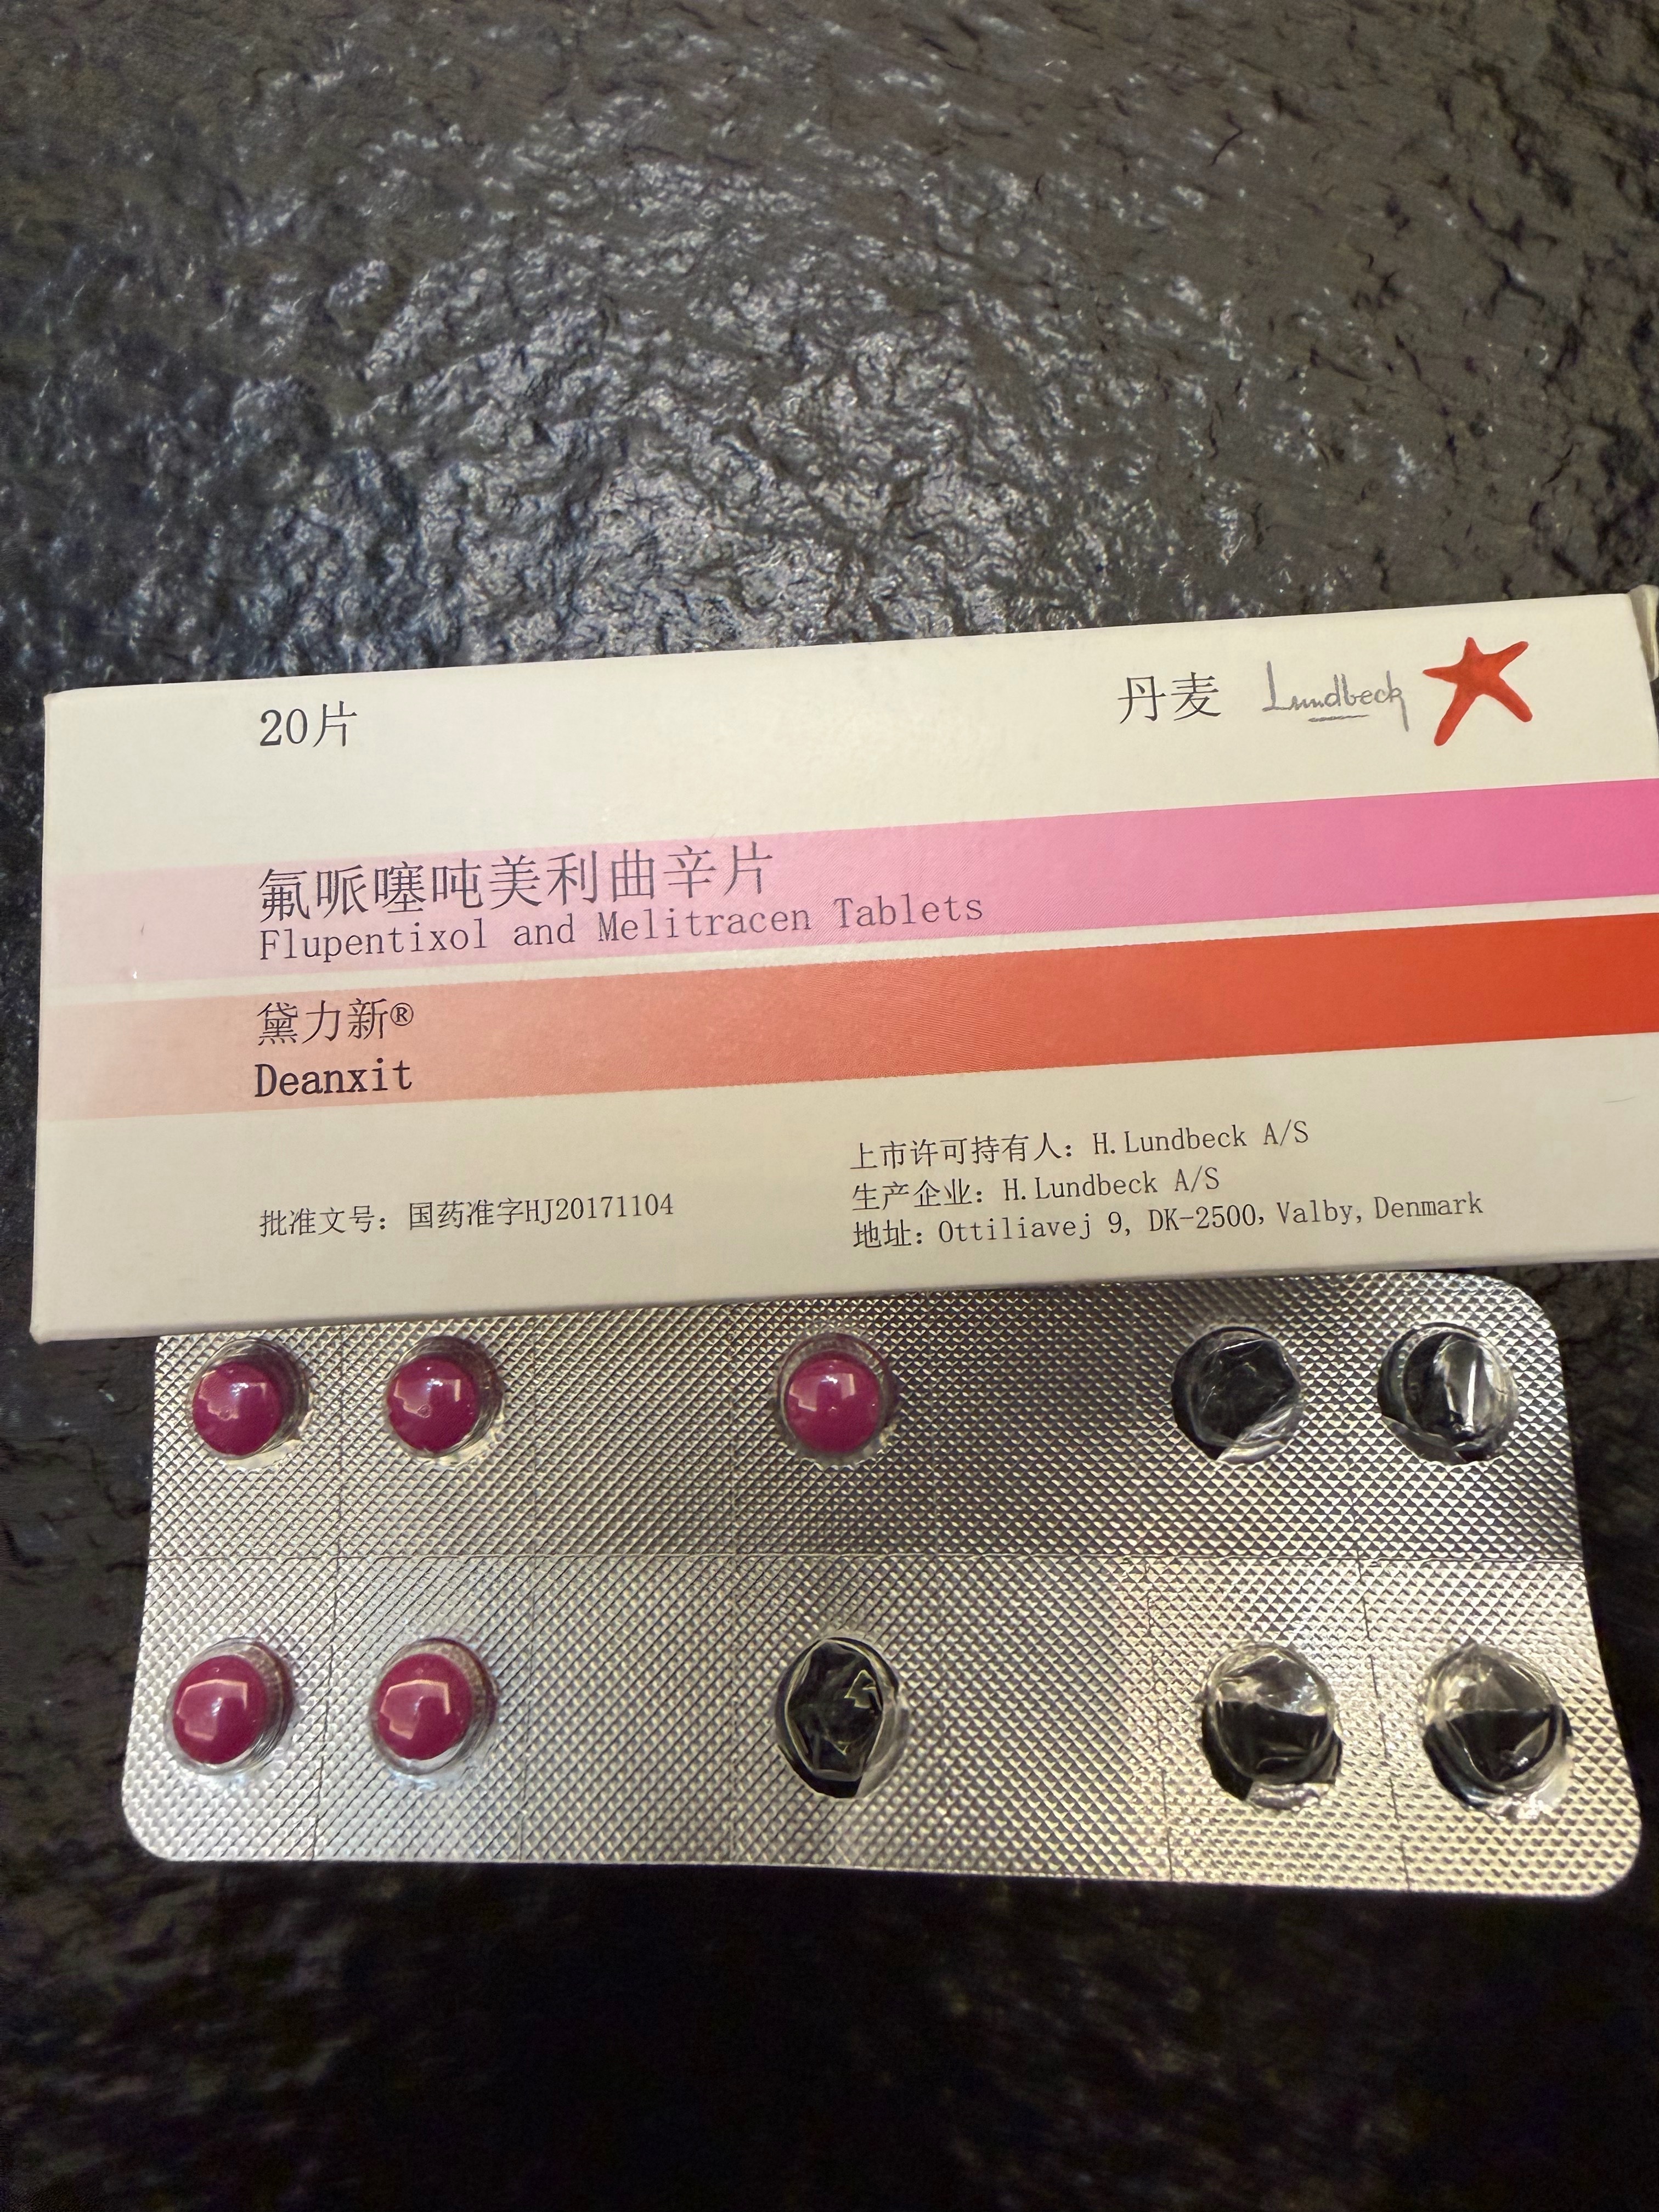 20片
丹麦 Lundbeck
氟哌噻吨美利曲辛片
Flupentixol and Melitracen Tablets
黛力新®
Deanxit
批准文号：国药准字HJ20171104
上市许可持有人：H.Lundbeck A/S
生产企业：H.Lundbeck A/S
地址：Ottiliavej 9, DK-2500, Valby, Denmark